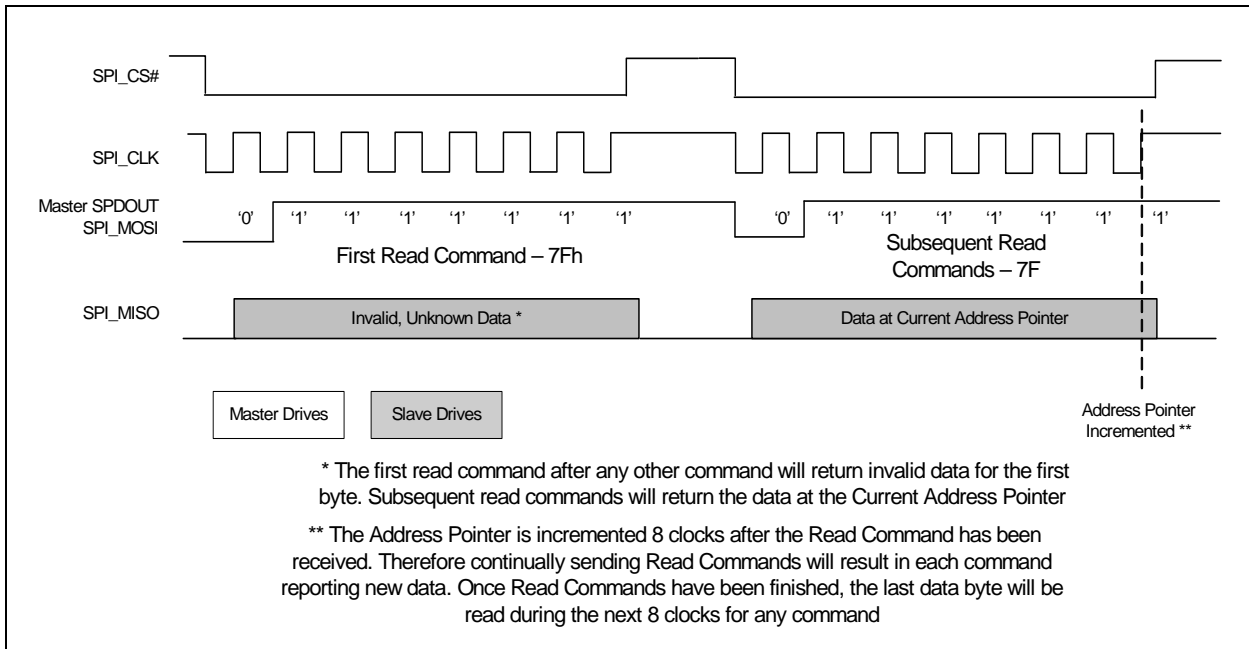 SPI_CS#
SPI_CLK
Master SPDOUT
SPI_MOSI
‘0’ ‘1’ ‘1’ ‘1’ ‘1’ ‘1’ ‘1’ ‘1’ ‘0’ ‘1’ ‘1’ ‘1’ ‘1’ ‘1’ ‘1’ ‘1’
First Read Command – 7Fh
Subsequent Read
Commands – 7F
SPI_MISO
Invalid, Unknown Data *
Data at Current Address Pointer
Master Drives
Slave Drives
Address Pointer
Incremented **
* The first read command after any other command will return invalid data for the first
byte. Subsequent read commands will return the data at the Current Address Pointer
** The Address Pointer is incremented 8 clocks after the Read Command has been
received. Therefore continually sending Read Commands will result in each command
reporting new data. Once Read Commands have been finished, the last data byte will be
read during the next 8 clocks for any command